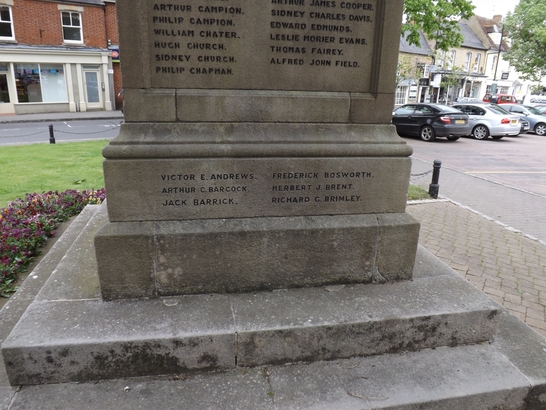 ARTHUR CAMPION.
PHILIP CAMPION.
WILLIAM CHATER.
HUGH CHURCH.
SIDNEY CHURCH.
PHILIP CHAPMAN.
ARTHUR JAMES COOPER.
SIDNEY CHARLES DAVIS.
EDWARD EDMUNDS.
LESLIE MORIER EVANS.
THOMAS FAIREY.
ALFRED JOHN FIELD.
VICTOR E. ANDREWS.
ARTHUR C. BARCOCK.
JACK BARRICK.
FREDERICK BOSWORTH.
HERBERT J. BRENT.
RICHARD G. BRIMLEY.